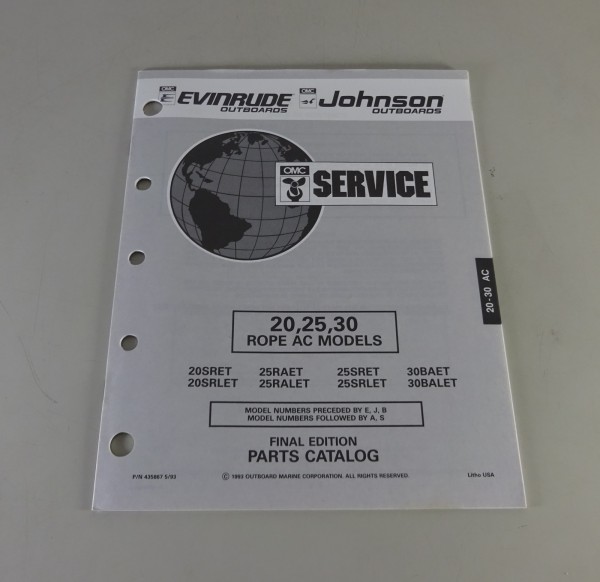 OMC EVINRUDE OMC Johnson
OUTBOARDS OUTBOARDS
OMC SERVICE
20-30 AC
20,25,30
ROPE AC MODELS
20SRET 25RAET 25SRET 30BAET
20SRLET 25RALET 25SRLET 30BALET
MODEL NUMBERS PRECEDED BY E, J, B
MODEL NUMBERS FOLLOWED BY A, S
FINAL EDITION
PARTS CATALOG
P/N 435867 5/93 © 1993 OUTBOARD MARINE CORPORATION. ALL RIGHTS RESERVED. Litho USA